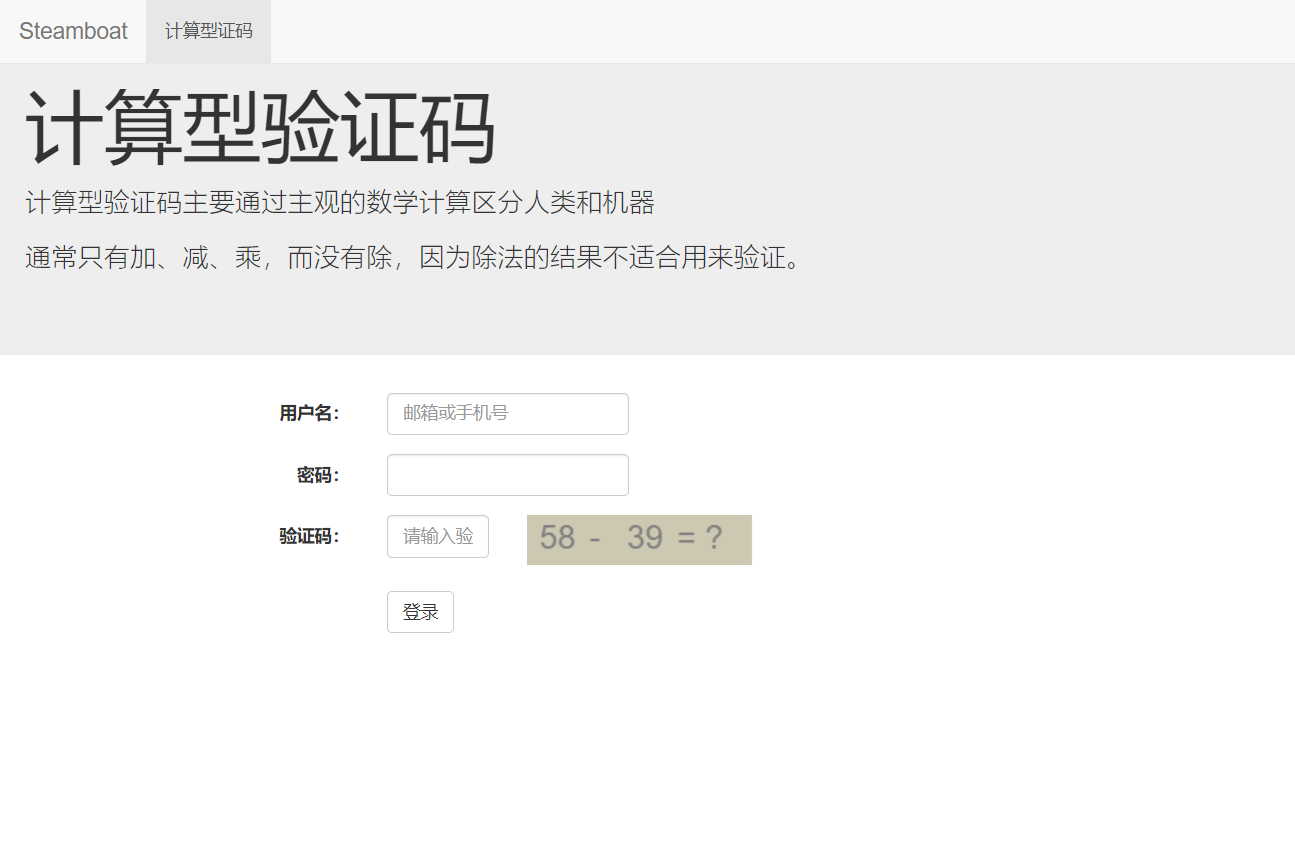 Steamboat 计算型证码
计算型验证码
计算型验证码主要通过主观的数学计算区分人类和机器
通常只有加、减、乘，而没有除，因为除法的结果不适合用来验证。
用户名： 邮箱或手机号
密码：
验证码： 请输入验 58 - 39 = ?
登录